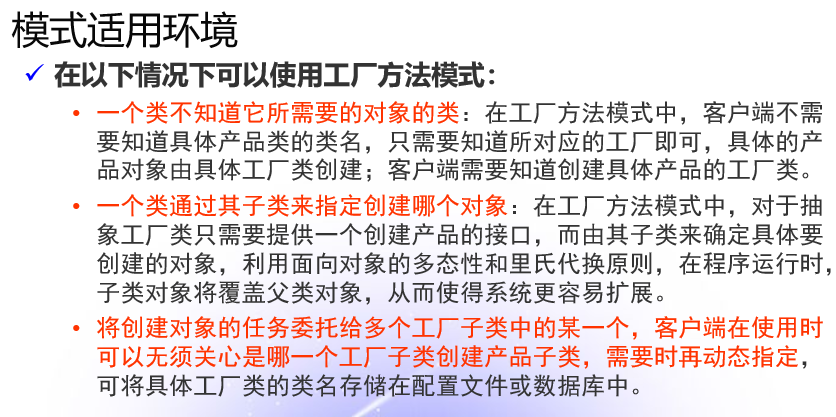 模式适用环境
✓ 在以下情况下可以使用工厂方法模式：
• 一个类不知道它所需要的对象的类：在工厂方法模式中，客户端不需
要知道具体产品类的类名，只需要知道所对应的工厂即可，具体的产
品对象由具体工厂类创建；客户端需要知道创建具体产品的工厂类。
• 一个类通过其子类来指定创建哪个对象：在工厂方法模式中，对于抽
象工厂类只需要提供一个创建产品的接口，而由其子类来确定具体要
创建的对象，利用面向对象的多态性和里氏代换原则，在程序运行时，
子类对象将覆盖父类对象，从而使得系统更容易扩展。
• 将创建对象的任务委托给多个工厂子类中的某一个，客户端在使用时
可以无须关心是哪一个工厂子类创建产品子类，需要时再动态指定，
可将具体工厂类的类名存储在配置文件或数据库中。